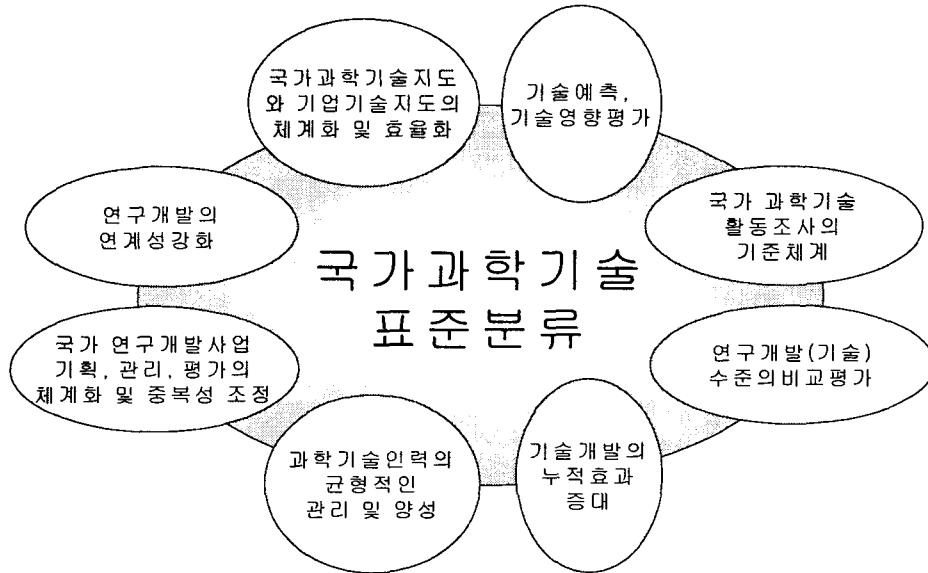 국가과학기술지도
와 기업기술지도의
체계화 및 효율화
기술예측,
기술영향평가
연구개발의
연계성강화
국가 과학기술
활동조사의
기준체계
국가과학기술
표준분류
국가 연구개발사업
기획, 관리, 평가의
체계화 및 중복성 조정
연구개발(기술)
수준의비교평가
과학기술인력의
균형적인
관리 및 양성
기술개발의
누적효과
증대